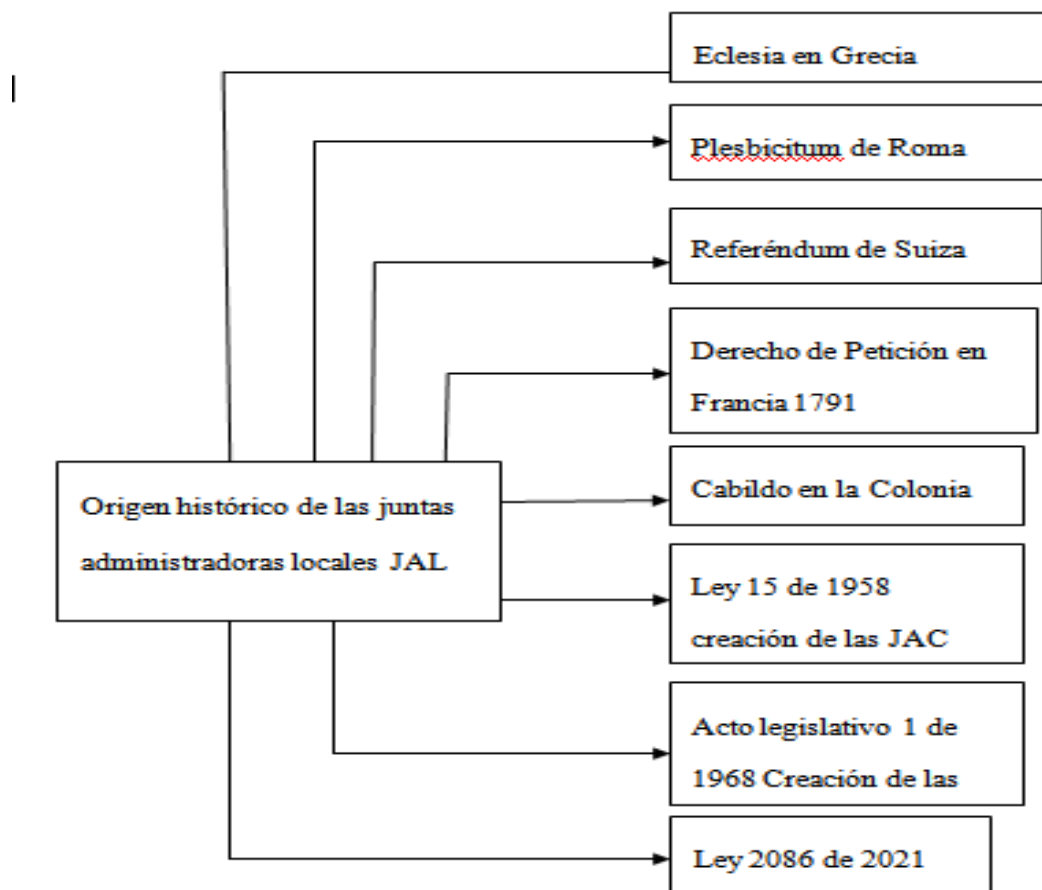 Eclesia en Grecia
Plesbicitum de Roma
Referéndum de Suiza
Derecho de Petición en
Francia 1791
Cabildo en la Colonia
Origen histórico de las juntas
administradoras locales JAL
Ley 15 de 1958
creación de las JAC
Acto legislativo 1 de
1968 Creación de las
Ley 2086 de 2021